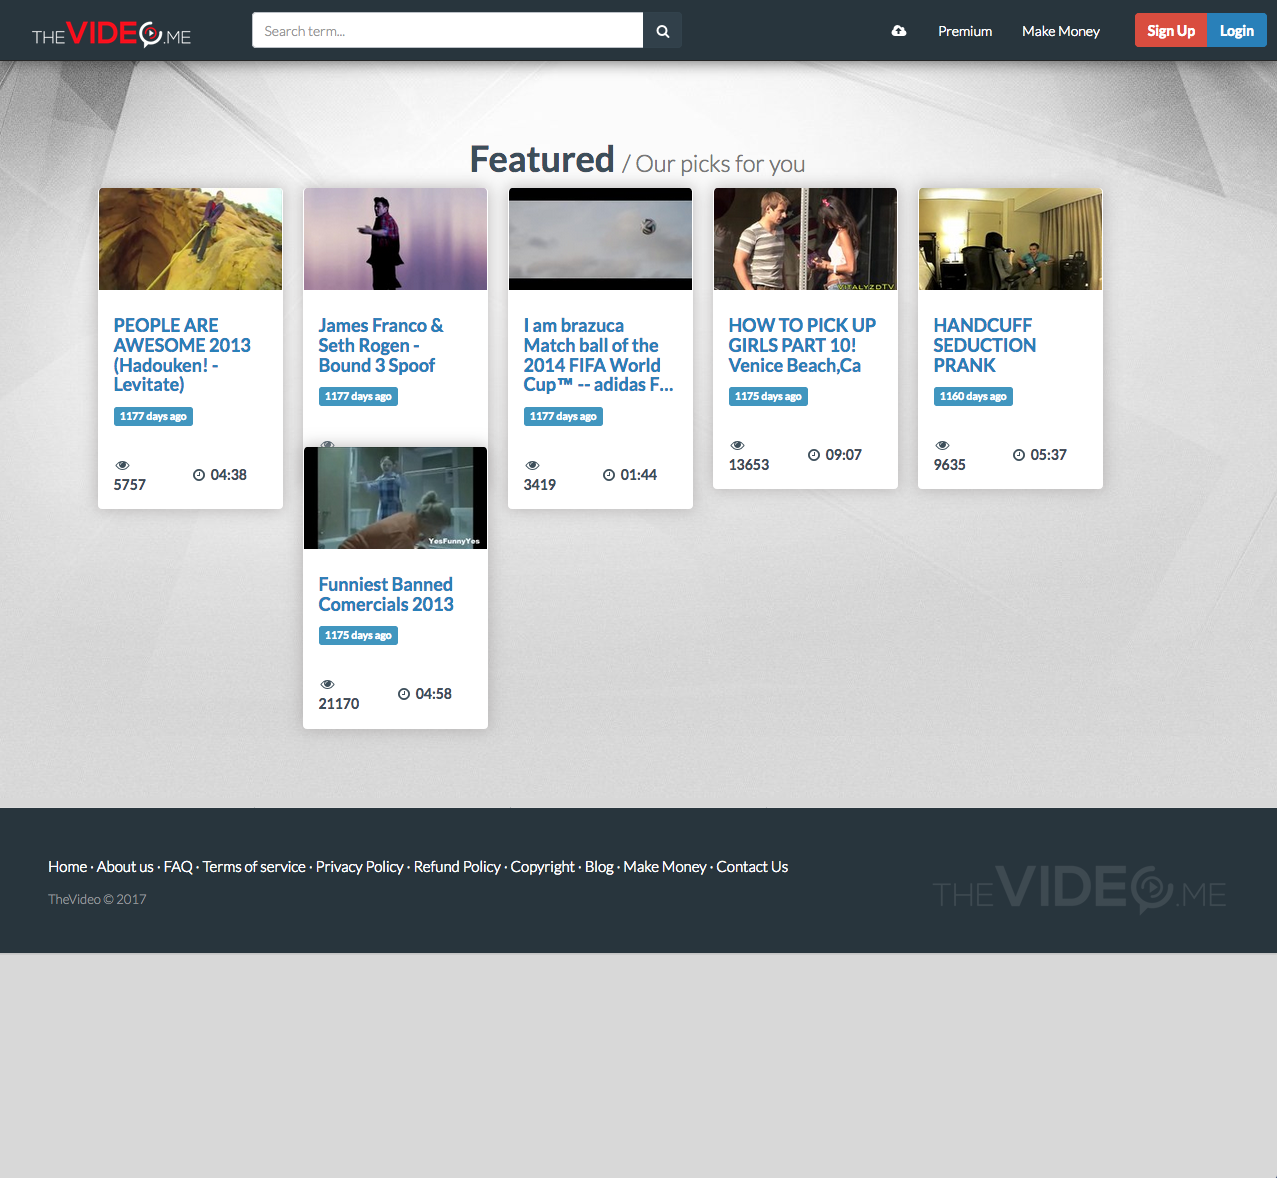 THEVIDEO.ME
Search term...
Premium
Make Money
Sign Up
Login
Featured / Our picks for you
PEOPLE ARE
AWESOME 2013
(Hadouken! -
Levitate)
1177 days ago
5757
04:38
James Franco &
Seth Rogen -
Bound 3 Spoof
1177 days ago
I am brazuca
Match ball of the
2014 FIFA World
Cup™ -- adidas F...
1177 days ago
3419
01:44
VITALYZDTV
HOW TO PICK UP
GIRLS PART 10!
Venice Beach,Ca
1175 days ago
13653
09:07
HANDCUFF
SEDUCTION
PRANK
1160 days ago
9635
05:37
YesFunnyYes
Funniest Banned
Comercials 2013
1175 days ago
21170
04:58
Home · About us · FAQ · Terms of service · Privacy Policy · Refund Policy · Copyright · Blog · Make Money · Contact Us
TheVideo © 2017
THEVIDEO.ME